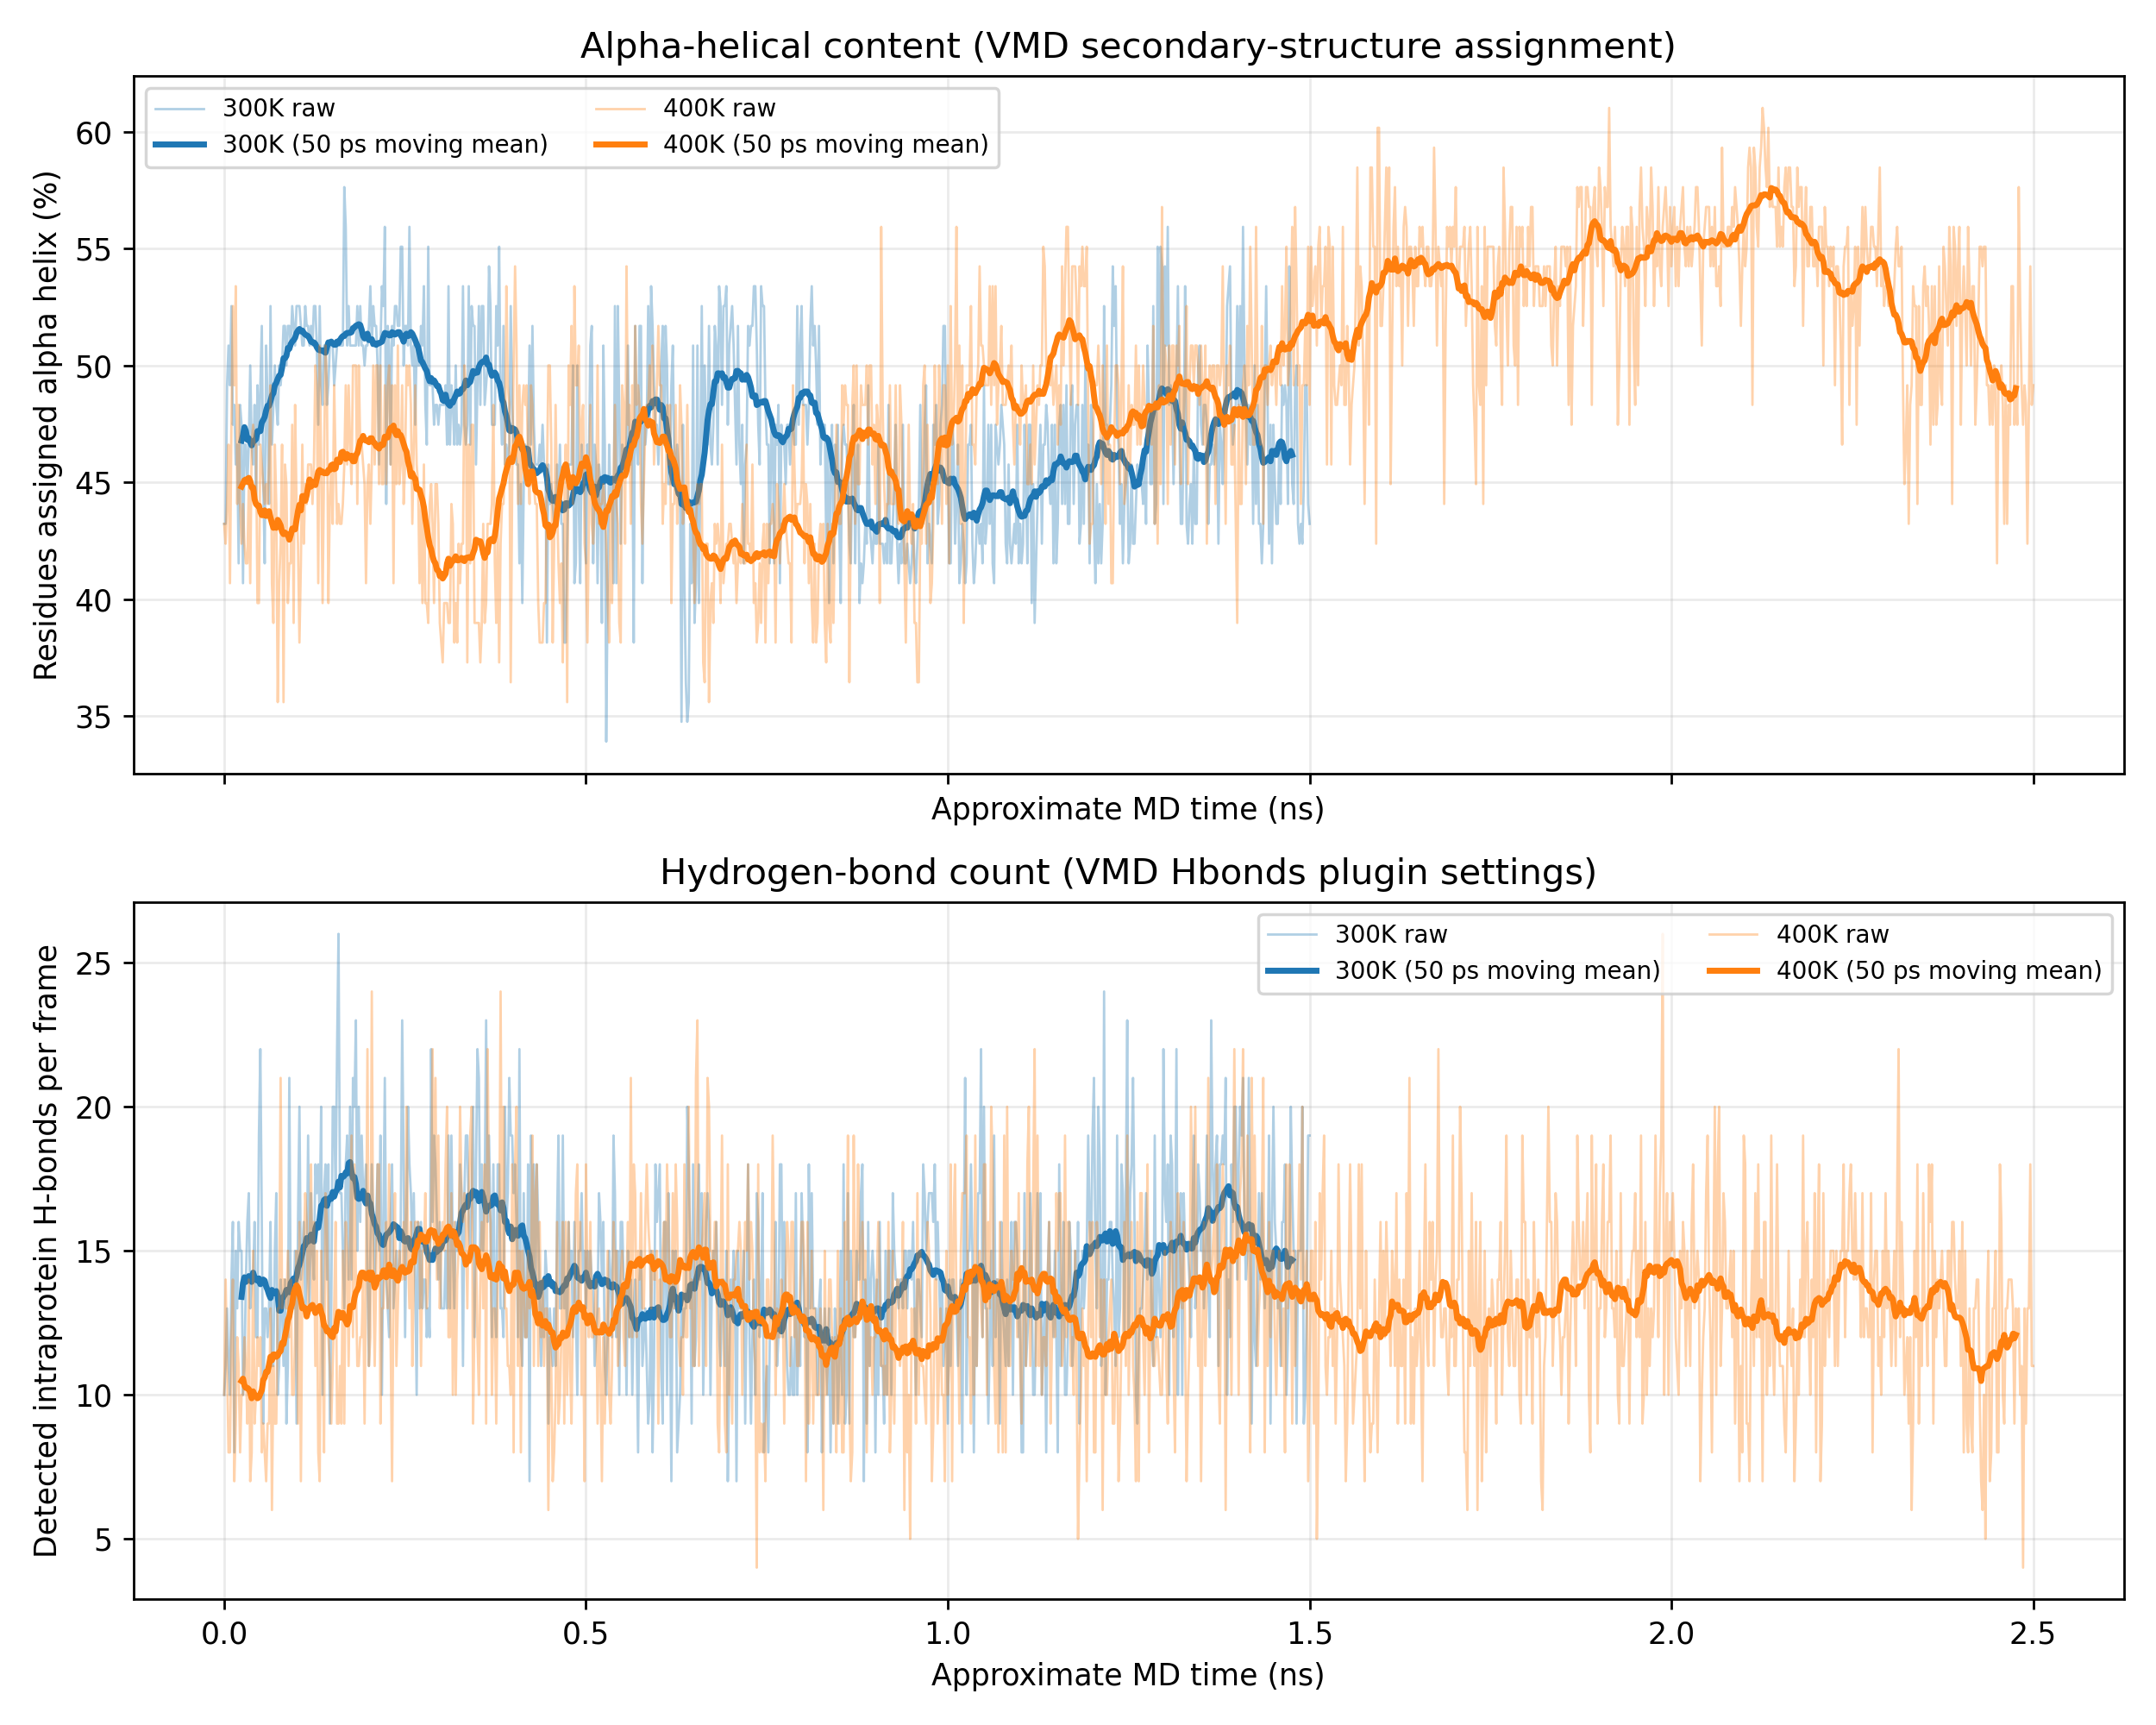 Alpha-helical content (VMD secondary-structure assignment)
300K raw
300K (50 ps moving mean)
400K raw
400K (50 ps moving mean)
Residues assigned alpha helix (%)
60
55
50
45
40
35
Approximate MD time (ns)
Hydrogen-bond count (VMD Hbonds plugin settings)
300K raw
300K (50 ps moving mean)
400K raw
400K (50 ps moving mean)
Detected intraprotein H-bonds per frame
25
20
15
10
5
0.0 0.5 1.0 1.5 2.0 2.5
Approximate MD time (ns)